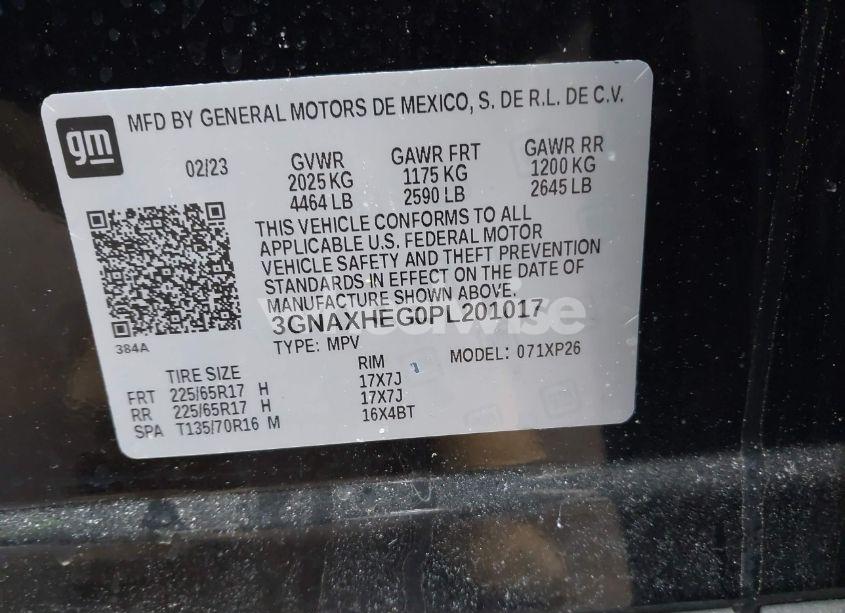 gm
MFD BY GENERAL MOTORS DE MEXICO, S. DE R.L. DE C.V.
02/23
GVWR GAWR FRT GAWR RR
2025 KG 1175 KG 1200 KG
4464 LB 2590 LB 2645 LB
THIS VEHICLE CONFORMS TO ALL
APPLICABLE U.S. FEDERAL MOTOR
VEHICLE SAFETY AND THEFT PREVENTION
STANDARDS IN EFFECT ON THE DATE OF
MANUFACTURE SHOWN ABOVE.
3GNAXHEG0PL201017
384A
TYPE: MPV MODEL: 071XP26
TIRE SIZE RIM
FRT 225/65R17 H 17X7J
RR 225/65R17 H 17X7J
SPA T135/70R16 M 16X4BT